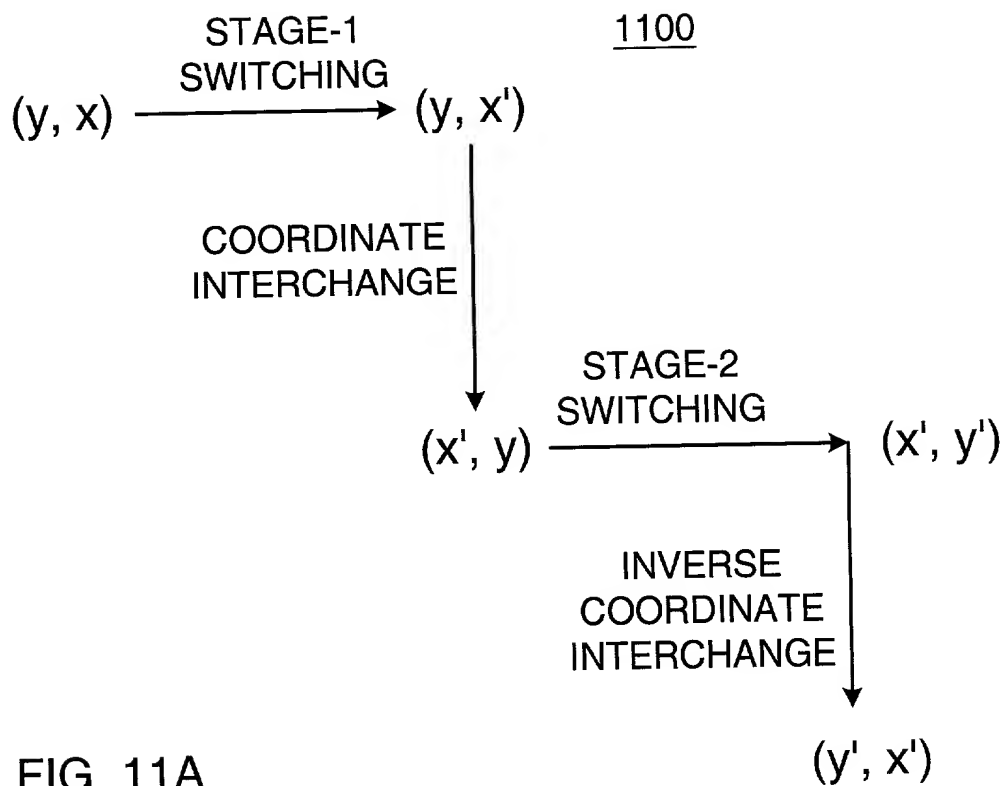 STAGE-1
SWITCHING
1100
(y, x)
(y, x')
COORDINATE
INTERCHANGE
STAGE-2
SWITCHING
(x', y)
(x', y')
INVERSE
COORDINATE
INTERCHANGE
(y', x')
FIG. 11A